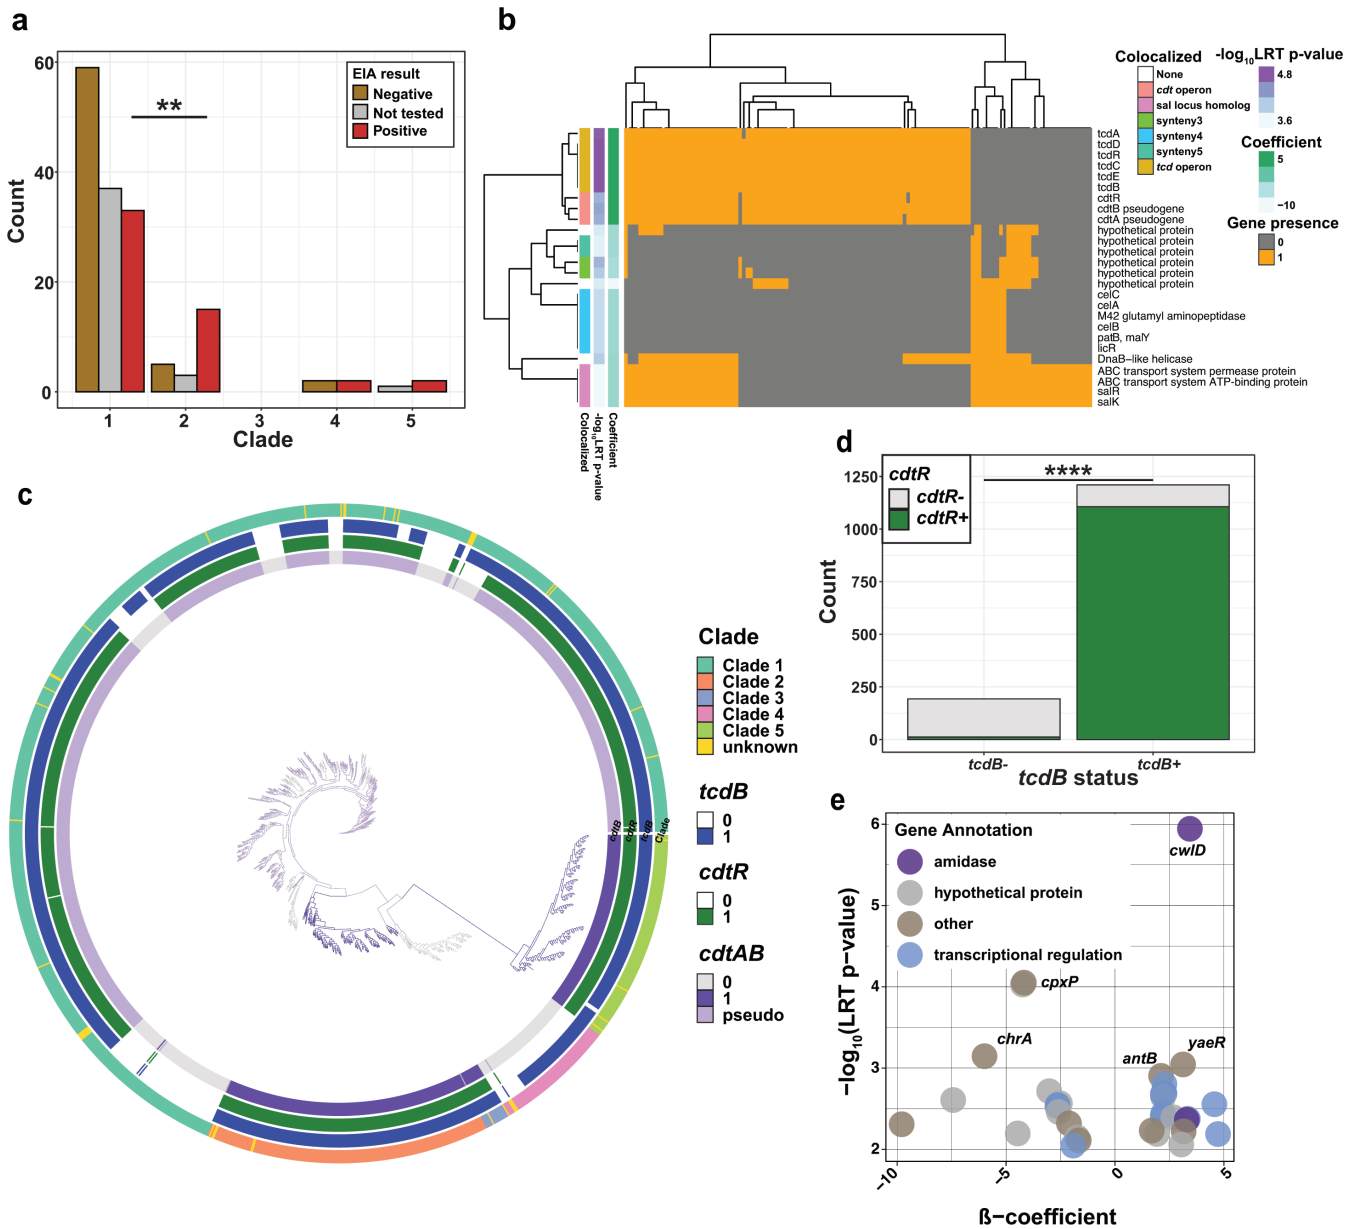 a
60
40
20
0
Count
1
2
3
4
5
Clade
**
EIA result
Negative
Not tested
Positive
b
tcdA
tcdD
tcdR
tcdC
tcdE
tcdB
cdtR
cdtB pseudogene
cdtA pseudogene
hypothetical protein
hypothetical protein
hypothetical protein
hypothetical protein
hypothetical protein
hypothetical protein
celC
celA
M42 glutamyl aminopeptidase
celB
patB, malY
licR
DnaB−like helicase
ABC transport system permease protein
ABC transport system ATP-binding protein
salR
salK
Colocalized
-log10LRT p-value
Coefficient
Colocalized
None
cdt operon
sal locus homolog
synteny3
synteny4
synteny5
tcd operon
-log10LRT p-value
4.8
3.6
Coefficient
5
−10
Gene presence
0
1
c
cdtB
cdtR
tcdB
Clade
Clade
Clade 1
Clade 2
Clade 3
Clade 4
Clade 5
unknown
tcdB
0
1
cdtR
0
1
cdtAB
0
1
pseudo
d
cdtR
cdtR-
cdtR+
****
1250
1000
750
500
250
0
Count
tcdB-
tcdB+
tcdB status
e
Gene Annotation
amidase
hypothetical protein
other
transcriptional regulation
cwlD
cpxP
chrA
antB
yaeR
6
5
4
3
2
−log10(LRT p−value)
−10
−5
0
5
ß−coefficient